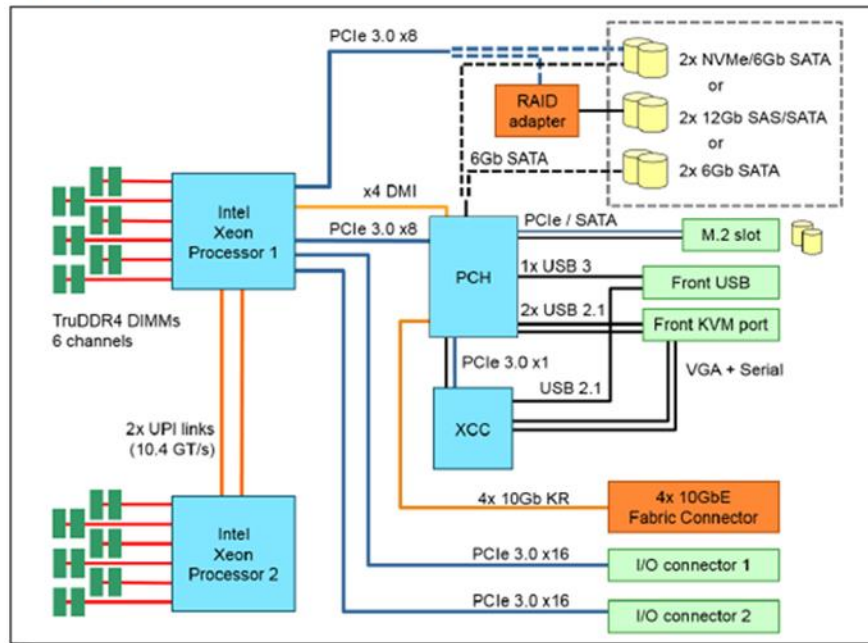 PCIe 3.0 x8
2x NVMe/6Gb SATA
or
RAID
adapter
2x 12Gb SAS/SATA
or
6Gb SATA
2x 6Gb SATA
Intel
Xeon
Processor 1
x4 DMI
PCIe 3.0 x8
PCH
PCIe / SATA
M.2 slot
1x USB 3
Front USB
2x USB 2.1
Front KVM port
TruDDR4 DIMMs
6 channels
PCIe 3.0 x1
VGA + Serial
USB 2.1
XCC
2x UPI links
(10.4 GT/s)
4x 10Gb KR
4x 10GbE
Fabric Connector
Intel
Xeon
Processor 2
PCIe 3.0 x16
I/O connector 1
PCIe 3.0 x16
I/O connector 2